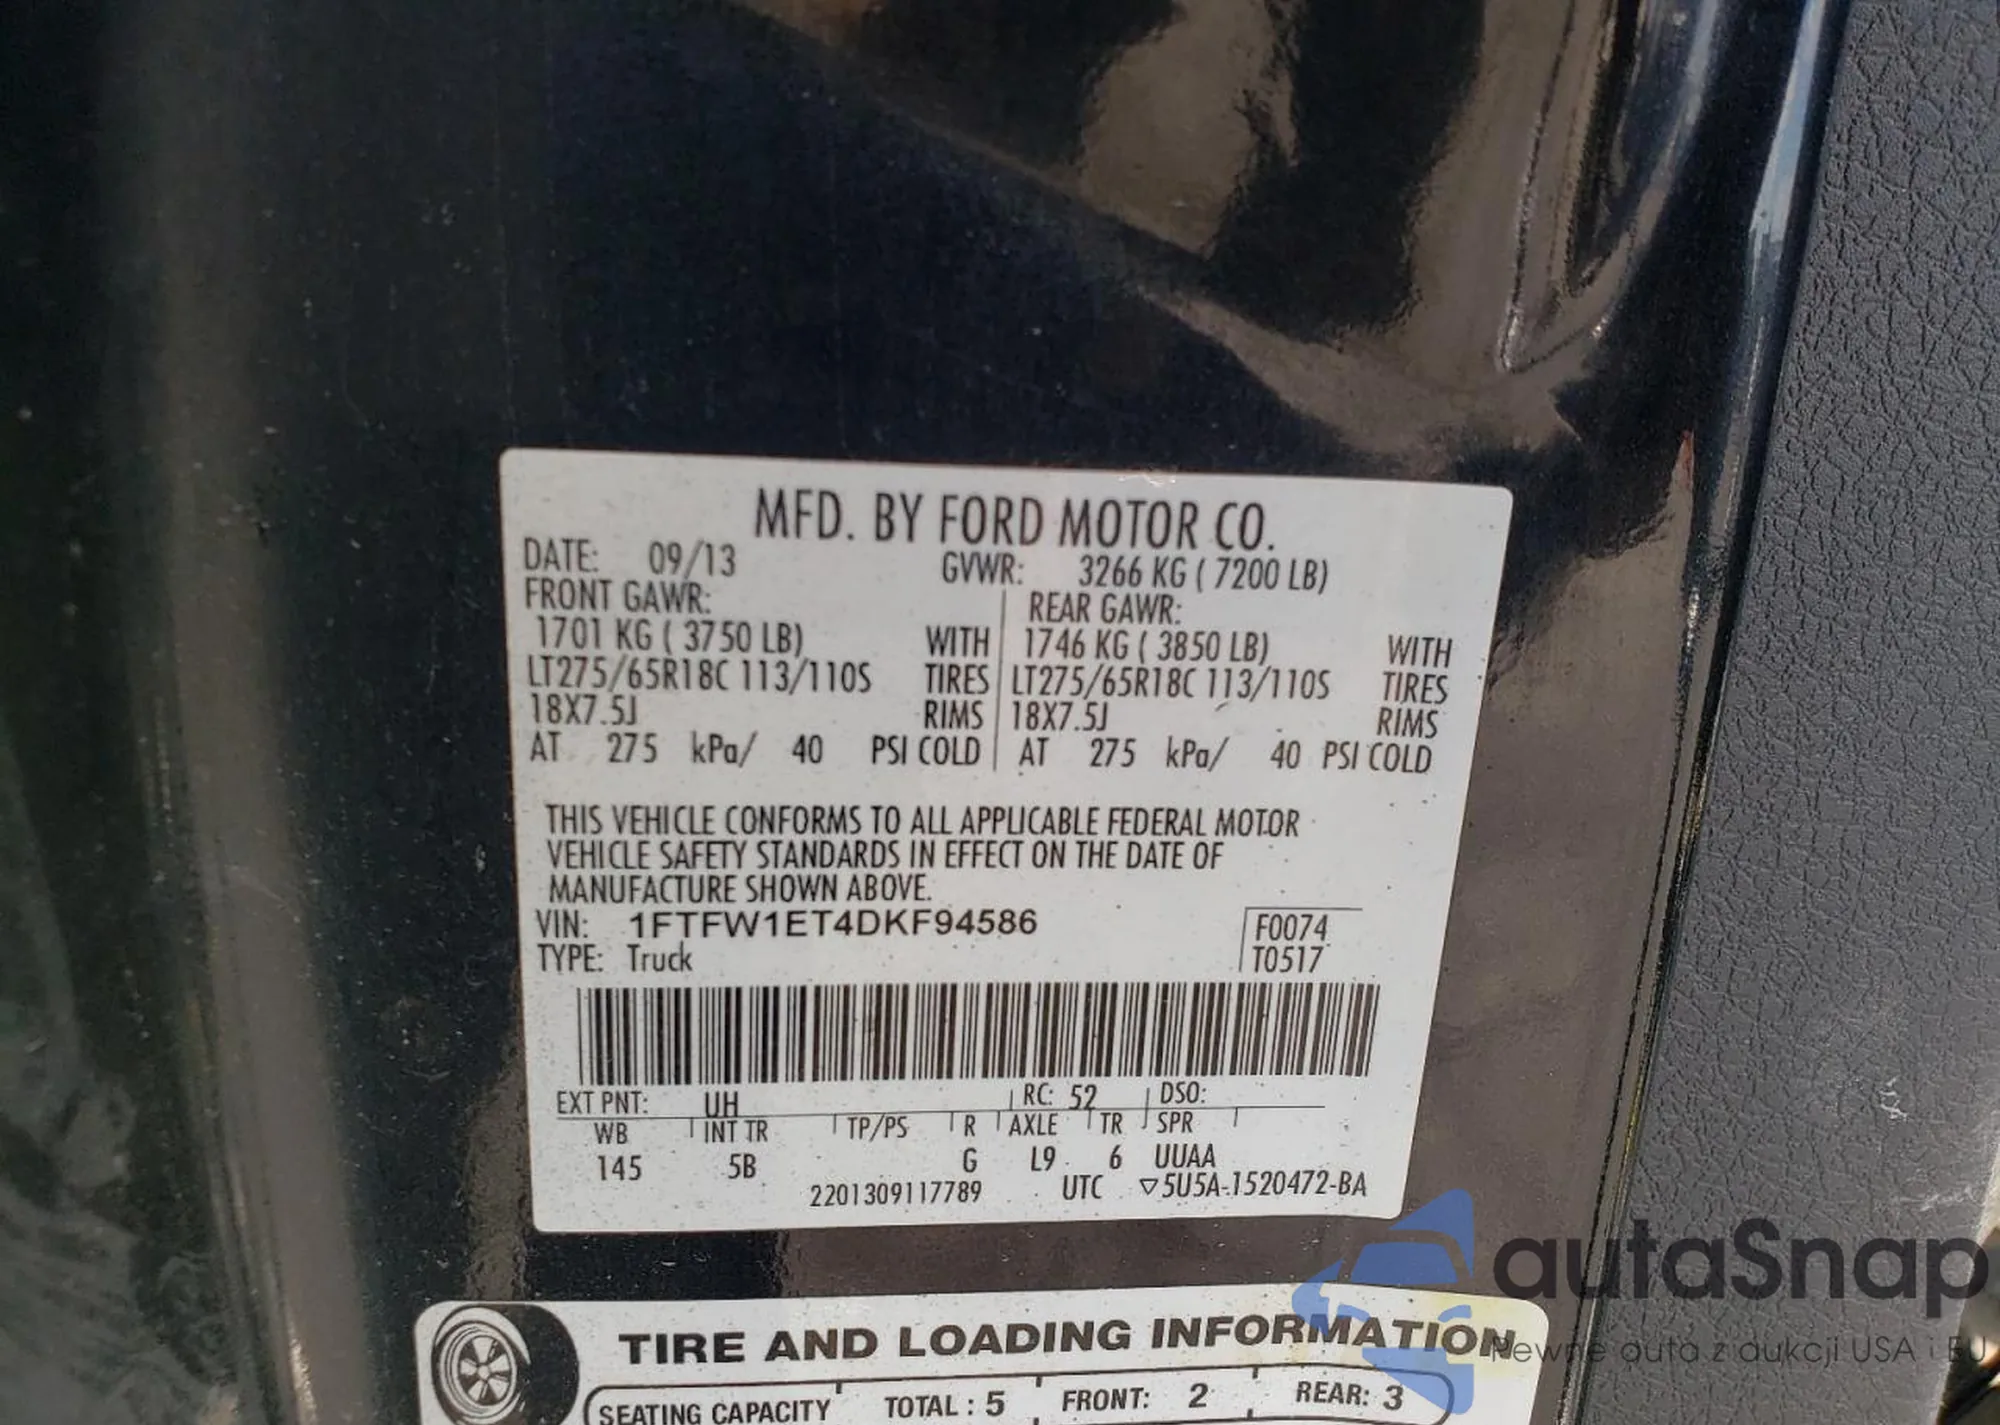 MFD. BY FORD MOTOR CO.
DATE: 09/13 GVWR: 3266 KG ( 7200 LB)
FRONT GAWR: REAR GAWR:
1701 KG ( 3750 LB) WITH 1746 KG ( 3850 LB) WITH
LT275/65R18C 113/110S TIRES LT275/65R18C 113/110S TIRES
18X7.5J RIMS 18X7.5J RIMS
AT 275 kPa/ 40 PSI COLD AT 275 kPa/ 40 PSI COLD
THIS VEHICLE CONFORMS TO ALL APPLICABLE FEDERAL MOTOR
VEHICLE SAFETY STANDARDS IN EFFECT ON THE DATE OF
MANUFACTURE SHOWN ABOVE.
VIN: 1FTFW1ET4DKF94586 F0074
TYPE: Truck T0517
EXT PNT: UH RC: 52 DSO:
WB INT TR TP/PS R AXLE TR SPR
145 5B G L9 6 UUAA
2201309117789 UTC ▽5U5A-1520472-BA
autaSnap
Pewne auta z aukcji USA i EU
TIRE AND LOADING INFORMATION
SEATING CAPACITY TOTAL : 5 FRONT: 2 REAR: 3